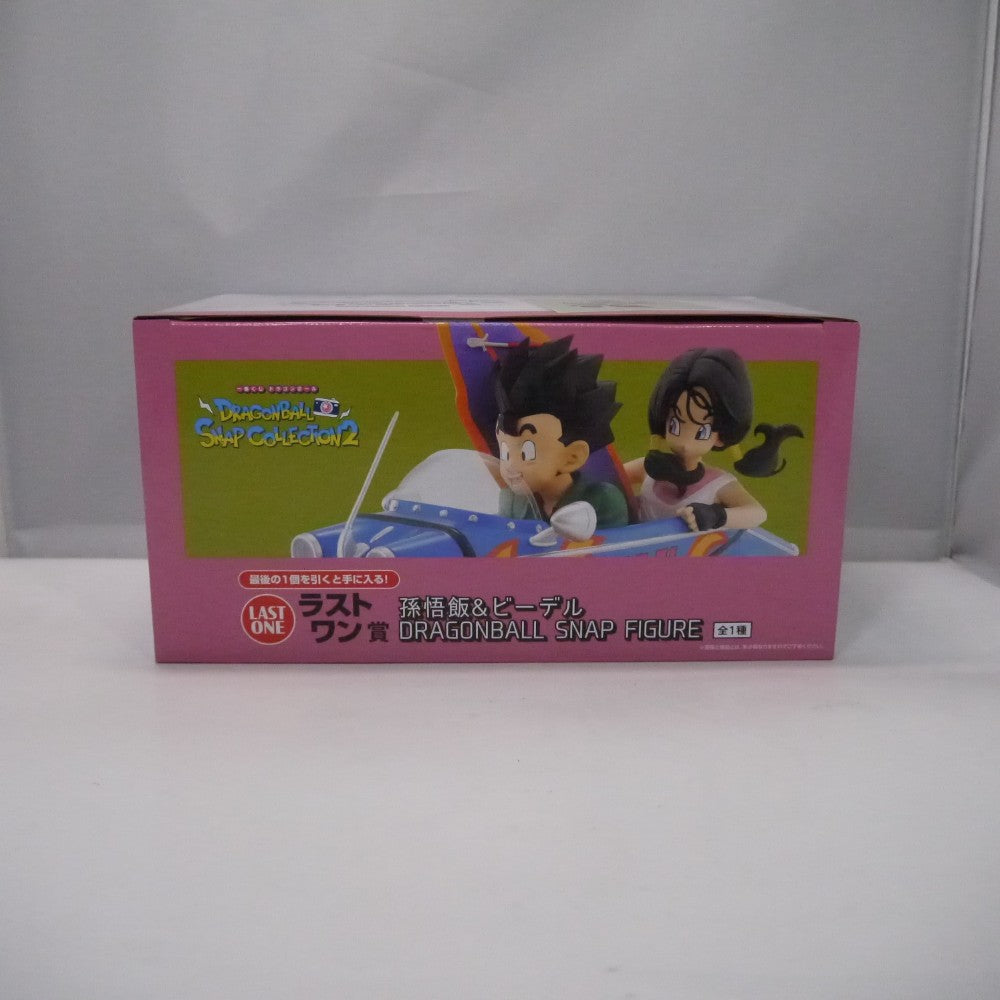 一番くじ ドラゴンボール
DRAGONBALL
SNAP COLLECTION2
最後の1個を引くと手に入る!
LAST
ONE
ラスト
ワン賞
孫悟飯&ビーデル
DRAGONBALL SNAP FIGURE 全1種